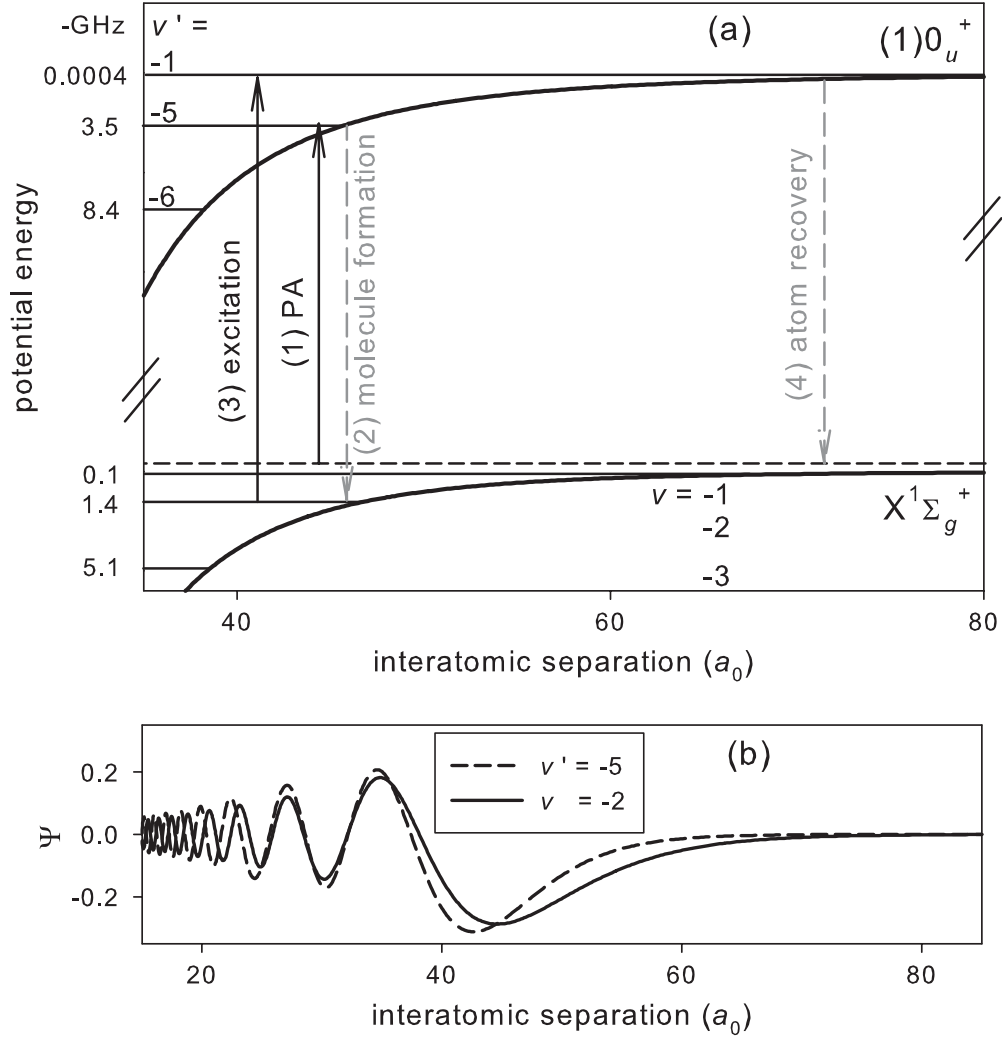 -GHz
v' =
(a)
(1)0u+
-1
0.0004
-5
3.5
-6
8.4
potential energy
(3) excitation
(1) PA
(2) molecule formation
(4) atom recovery
0.1
v = -1
1.4
X1Σg+
-2
5.1
-3
40
60
80
interatomic separation (a0)
(b)
v' = -5
v = -2
0.2
0.0
-0.2
Ψ
20
40
60
80
interatomic separation (a0)